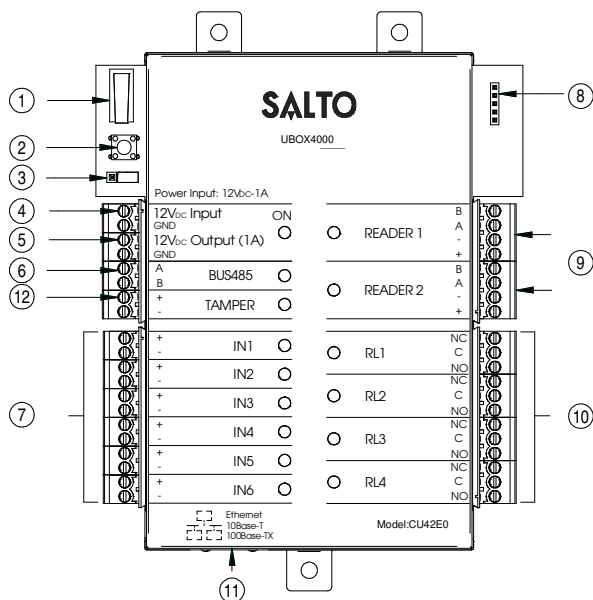 SALTO
UBOX4000
1
2
3
8
Power Input: 12VDC-1A
4
12VDC Input
ON
GND
5
12VDC Output (1A)
GND
READER 1
B
A
-
+
9
6
A
B
BUS485
READER 2
B
A
-
+
12
+
-
TAMPER
7
+
-
IN1
+
-
IN2
+
-
IN3
+
-
IN4
+
-
IN5
+
-
IN6
RL1
NC
C
NO
RL2
NC
C
NO
RL3
NC
C
NO
RL4
NC
C
NO
10
Ethernet
10Base-T
100Base-TX
Model:CU42E0
11